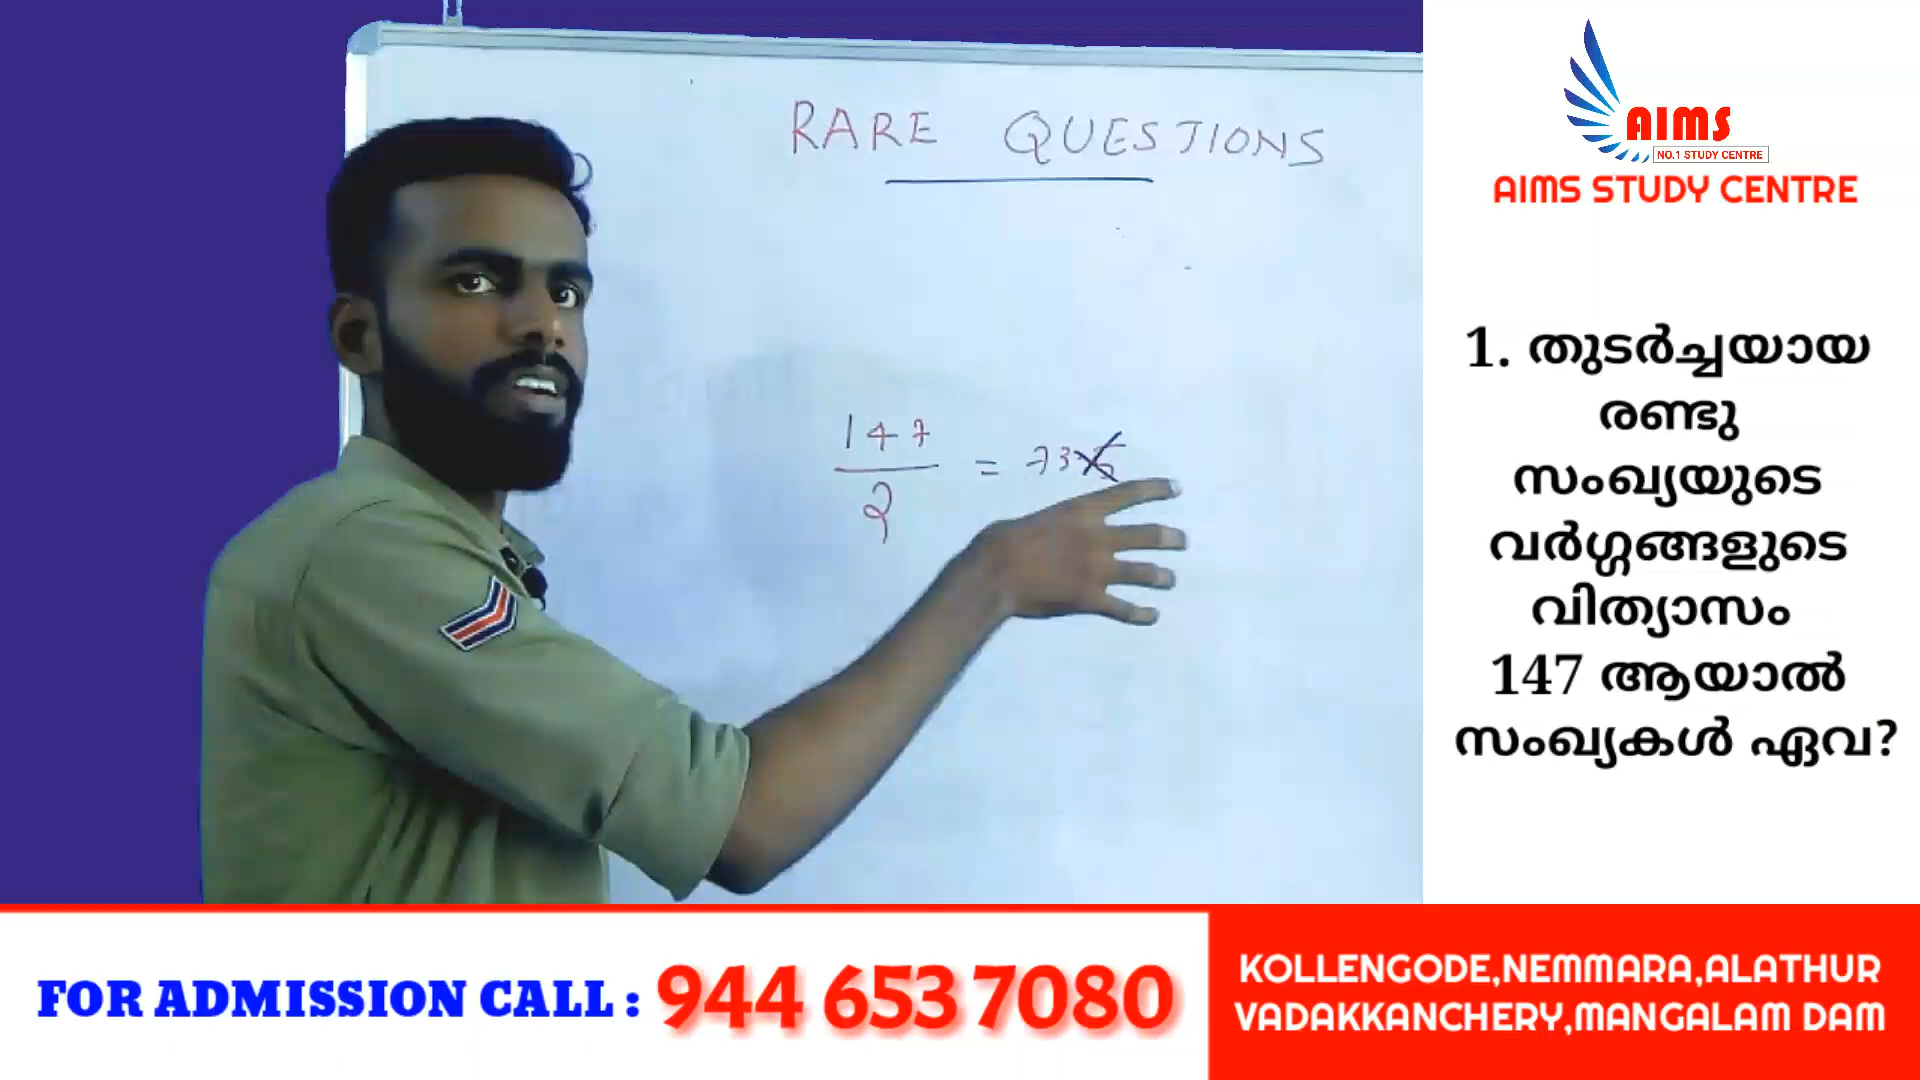 RARE QUESTIONS
147
2
= 73
AIMS
NO.1 STUDY CENTRE
AIMS STUDY CENTRE
1. തുടർച്ചയായ
രണ്ടു
സംഖ്യയുടെ
വർഗ്ഗങ്ങളുടെ
വിത്യാസം
147 ആയാൽ
സംഖ്യകൾ ഏവ?
FOR ADMISSION CALL : 944 653 7080
KOLLENGODE,NEMMARA,ALATHUR
VADAKKANCHERY,MANGALAM DAM